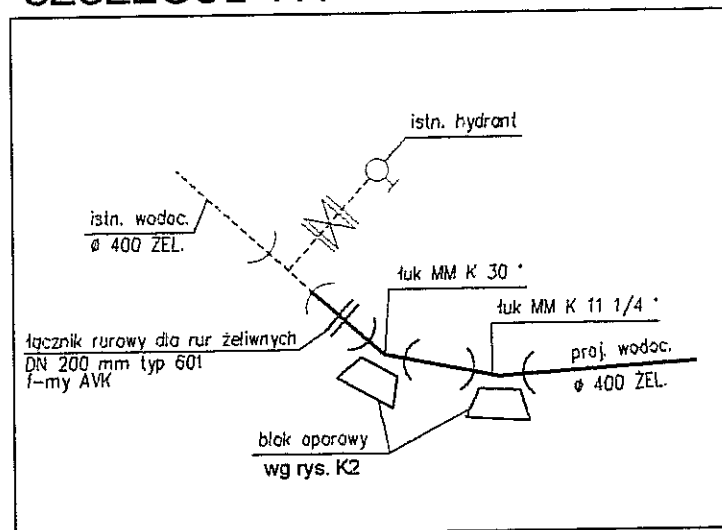 istn. hydrant
istn. wodoc.
ø 400 ŻEL.
łuk MM K 30 °
łuk MM K 11 1/4 °
łącznik rurowy dla rur żeliwnych
DN 200 mm typ 601
f-my AVK
proj. wodoc.
ø 400 ŻEL.
blok oporowy
wg rys. K2